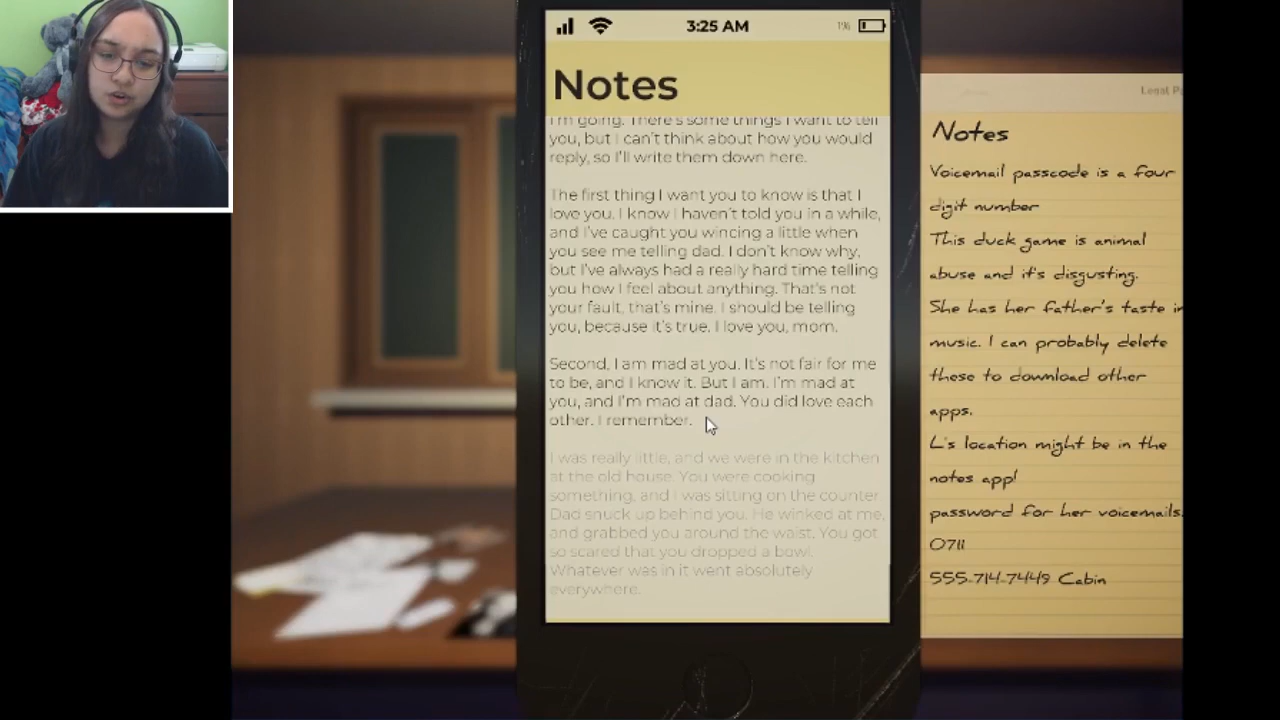 3:25 AM
1%
Notes
I'm going. There's some things I want to tell
you, but I can't think about how you would
reply, so I'll write them down here.
The first thing I want you to know is that I
love you. I know I haven't told you in a while,
and I've caught you wincing a little when
you see me telling dad. I don't know why,
but I've always had a really hard time telling
you how I feel about anything. That's not
your fault, that's mine. I should be telling
you, because it's true. I love you, mom.
Second, I am mad at you. It's not fair for me
to be, and I know it. But I am. I'm mad at
you, and I'm mad at dad. You did love each
other. I remember.
I was really little, and we were in the kitchen
at the old house. You were cooking
something, and I was sitting on the counter.
Dad snuck up behind you. He winked at me,
and grabbed you around the waist. You got
so scared that you dropped a bowl.
Whatever was in it went absolutely
everywhere.
Legal P
Notes
Voicemail passcode is a four
digit number
This duck game is animal
abuse and it's disgusting.
She has her father's taste in
music. I can probably delete
these to download other
apps.
L's location might be in the
notes app!
password for her voicemails.
0711
555-714-7449 Cabin